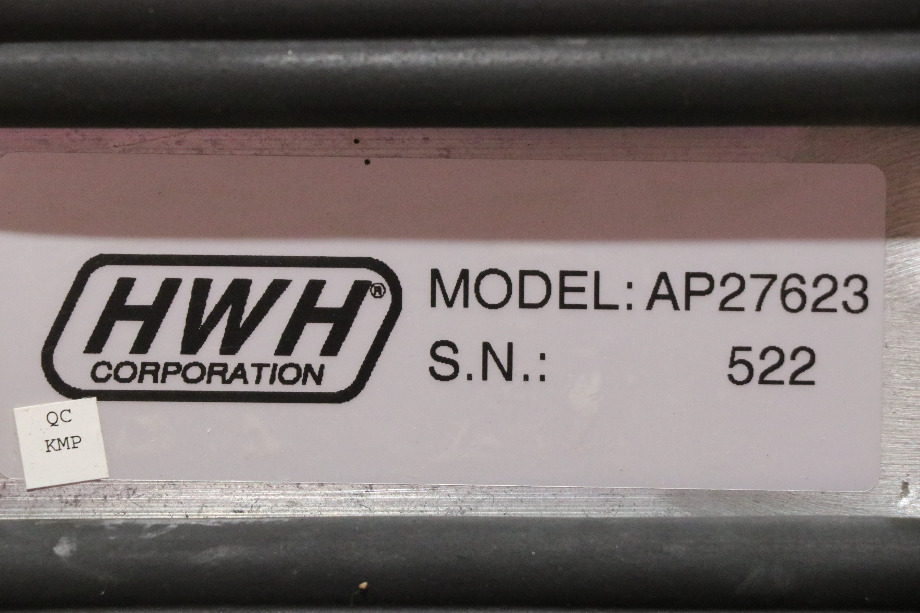 HWH®
CORPORATION
MODEL: AP27623
S.N.: 522
QC
KMP